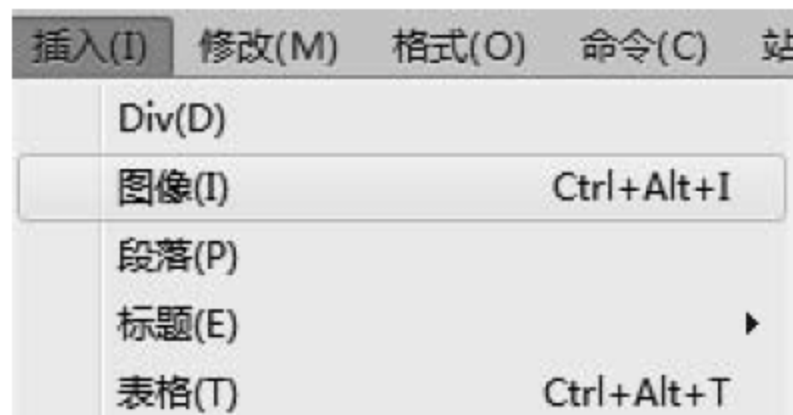 插入(I) 修改(M) 格式(O) 命令(C) 站
Div(D)
图像(I) Ctrl+Alt+I
段落(P)
标题(E)
表格(T) Ctrl+Alt+T